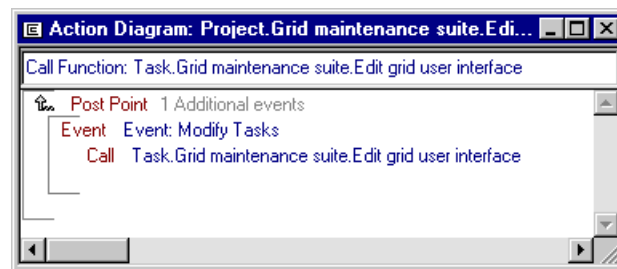 Action Diagram: Project.Grid maintenance suite.Edi...
Call Function: Task.Grid maintenance suite.Edit grid user interface
Post Point 1 Additional events
Event Event: Modify Tasks
Call Task.Grid maintenance suite.Edit grid user interface